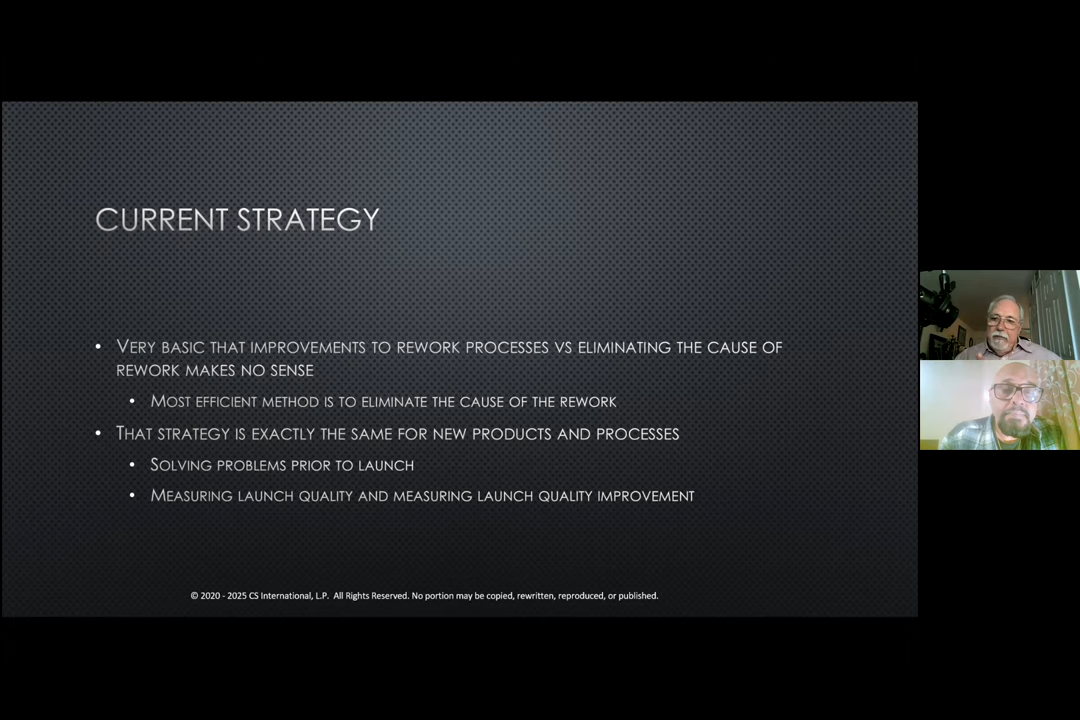 CURRENT STRATEGY
• VERY BASIC THAT IMPROVEMENTS TO REWORK PROCESSES VS ELIMINATING THE CAUSE OF
REWORK MAKES NO SENSE
• MOST EFFICIENT METHOD IS TO ELIMINATE THE CAUSE OF THE REWORK
• THAT STRATEGY IS EXACTLY THE SAME FOR NEW PRODUCTS AND PROCESSES
• SOLVING PROBLEMS PRIOR TO LAUNCH
• MEASURING LAUNCH QUALITY AND MEASURING LAUNCH QUALITY IMPROVEMENT
© 2020 - 2025 CS International, L.P. All Rights Reserved. No portion may be copied, rewritten, reproduced, or published.